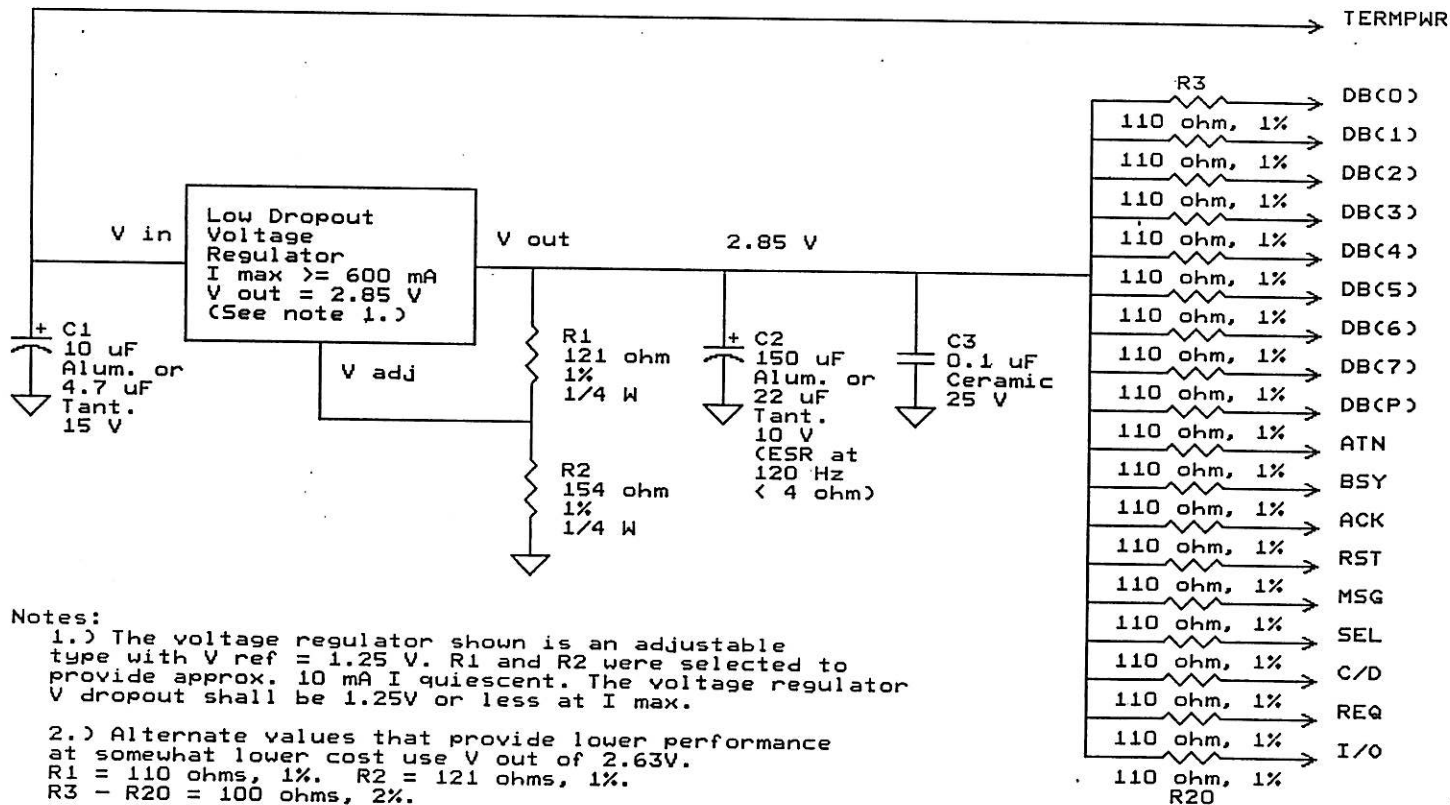 TERMPWR
R3
DB(0)
110 ohm, 1%
DB(1)
110 ohm, 1%
DB(2)
110 ohm, 1%
DB(3)
110 ohm, 1%
DB(4)
110 ohm, 1%
DB(5)
110 ohm, 1%
DB(6)
110 ohm, 1%
DB(7)
110 ohm, 1%
DB(P)
110 ohm, 1%
ATN
110 ohm, 1%
BSY
110 ohm, 1%
ACK
110 ohm, 1%
RST
110 ohm, 1%
MSG
110 ohm, 1%
SEL
110 ohm, 1%
C/D
110 ohm, 1%
REQ
110 ohm, 1%
I/O
110 ohm, 1%
R20
V in
Low Dropout
Voltage
Regulator
I max >= 600 mA
V out = 2.85 V
(See note 1.)
V out
2.85 V
V adj
+ C1
10 uF
Alum. or
4.7 uF
Tant.
15 V
R1
121 ohm
1%
1/4 W
R2
154 ohm
1%
1/4 W
+ C2
150 uF
Alum. or
22 uF
Tant.
10 V
(ESR at
120 Hz
< 4 ohm)
C3
0.1 uF
Ceramic
25 V
Notes:
1.) The voltage regulator shown is an adjustable
type with V ref = 1.25 V. R1 and R2 were selected to
provide approx. 10 mA I quiescent. The voltage regulator
V dropout shall be 1.25V or less at I max.
2.) Alternate values that provide lower performance
at somewhat lower cost use V out of 2.63V.
R1 = 110 ohms, 1%. R2 = 121 ohms, 1%.
R3 - R20 = 100 ohms, 2%.